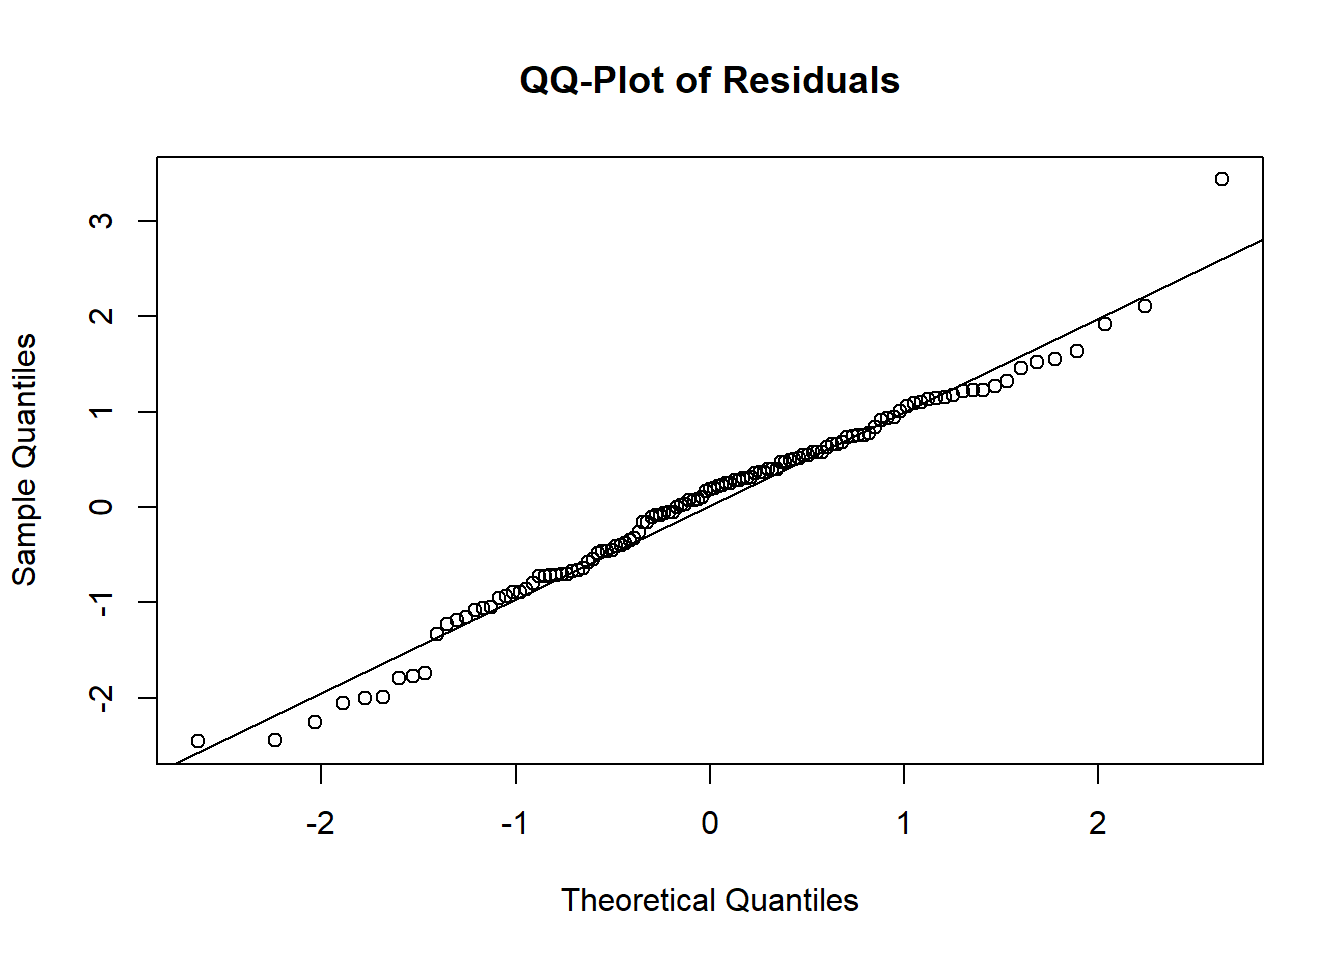 QQ-Plot of Residuals
3
2
1
0
-1
-2
Sample Quantiles
-2 -1 0 1 2
Theoretical Quantiles